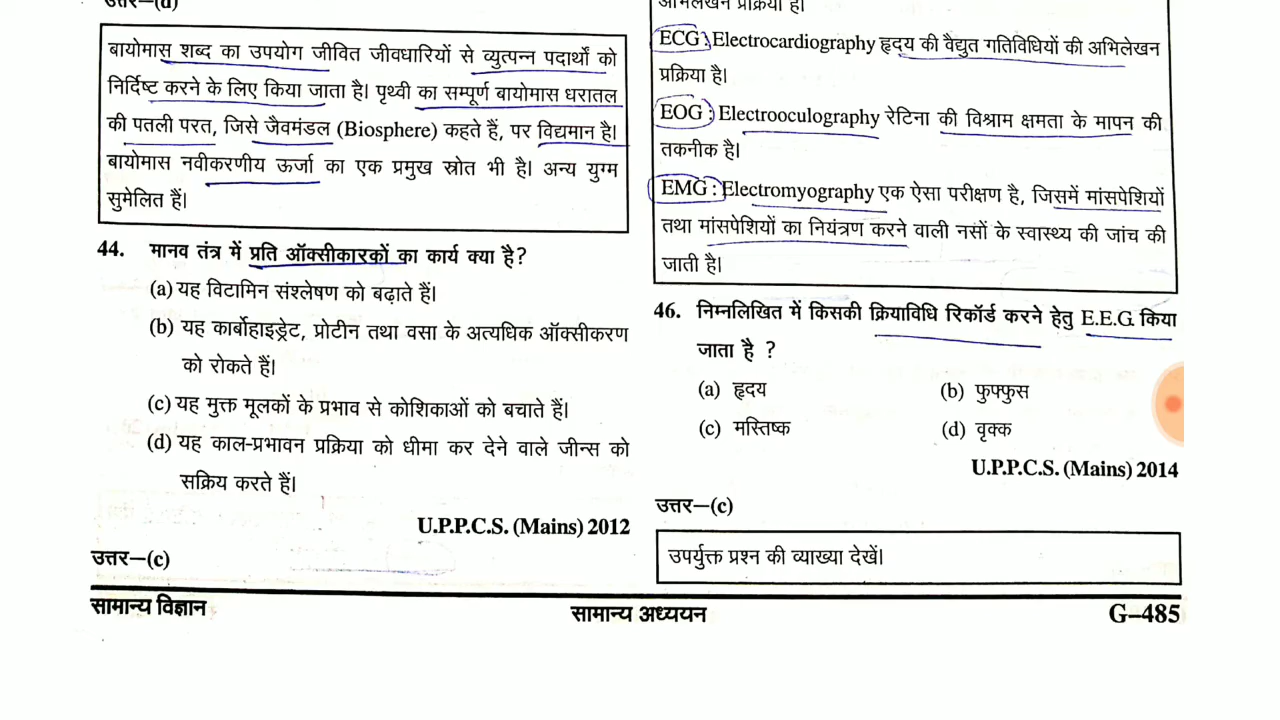 उत्तर—(d)
बायोमास शब्द का उपयोग जीवित जीवधारियों से व्युत्पन्न पदार्थों को
निर्दिष्ट करने के लिए किया जाता है। पृथ्वी का सम्पूर्ण बायोमास धरातल
की पतली परत, जिसे जैवमंडल (Biosphere) कहते हैं, पर विद्यमान है।
बायोमास नवीकरणीय ऊर्जा का एक प्रमुख स्रोत भी है। अन्य युग्म
सुमेलित हैं।
44. मानव तंत्र में प्रति ऑक्सीकारकों का कार्य क्या है?
(a) यह विटामिन संश्लेषण को बढ़ाते हैं।
(b) यह कार्बोहाइड्रेट, प्रोटीन तथा वसा के अत्यधिक ऑक्सीकरण
को रोकते हैं।
(c) यह मुक्त मूलकों के प्रभाव से कोशिकाओं को बचाते हैं।
(d) यह काल-प्रभावन प्रक्रिया को धीमा कर देने वाले जीन्स को
सक्रिय करते हैं।
U.P.P.C.S. (Mains) 2012
उत्तर—(c)
अभिलेखन प्रक्रिया है।
ECG : Electrocardiography हृदय की वैद्युत गतिविधियों की अभिलेखन
प्रक्रिया है।
EOG : Electrooculography रेटिना की विश्राम क्षमता के मापन की
तकनीक है।
EMG : Electromyography एक ऐसा परीक्षण है, जिसमें मांसपेशियों
तथा मांसपेशियों का नियंत्रण करने वाली नसों के स्वास्थ्य की जांच की
जाती है।
46. निम्नलिखित में किसकी क्रियाविधि रिकॉर्ड करने हेतु E.E.G. किया
जाता है ?
(a) हृदय (b) फुफ्फुस
(c) मस्तिष्क (d) वृक्क
U.P.P.C.S. (Mains) 2014
उत्तर—(c)
उपर्युक्त प्रश्न की व्याख्या देखें।
सामान्य विज्ञान सामान्य अध्ययन G–485